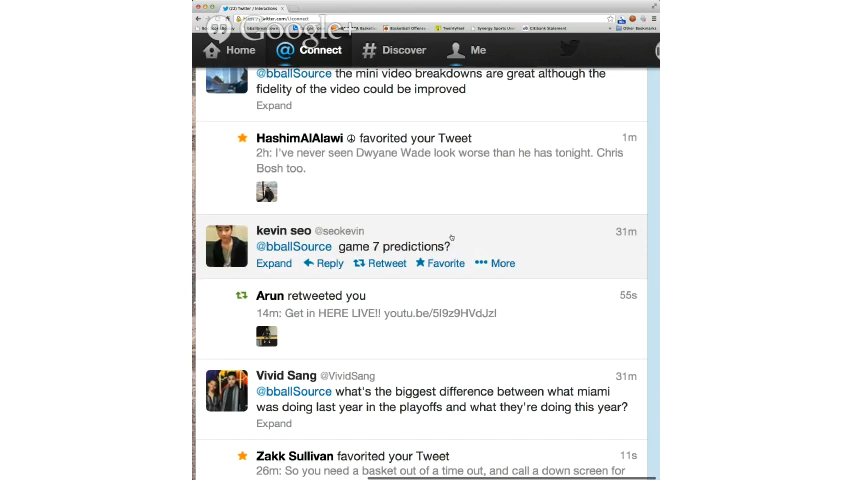 (22) Twitter / Interactions
Google+
Home
Connect
Discover
Me
@bballSource the mini video breakdowns are great although the
fidelity of the video could be improved
Expand
HashimAlAlawi ☮ favorited your Tweet
1m
2h: I've never seen Dwyane Wade look worse than he has tonight. Chris
Bosh too.
kevin seo @seokevin
31m
@bballSource game 7 predictions?
Expand Reply Retweet Favorite ••• More
Arun retweeted you
55s
14m: Get in HERE LIVE!! youtu.be/5I9z9HVdJzI
Vivid Sang @VividSang
31m
@bballSource what's the biggest difference between what miami
was doing last year in the playoffs and what they're doing this year?
Expand
Zakk Sullivan favorited your Tweet
11s
26m: So you need a basket out of a time out, and call a down screen for